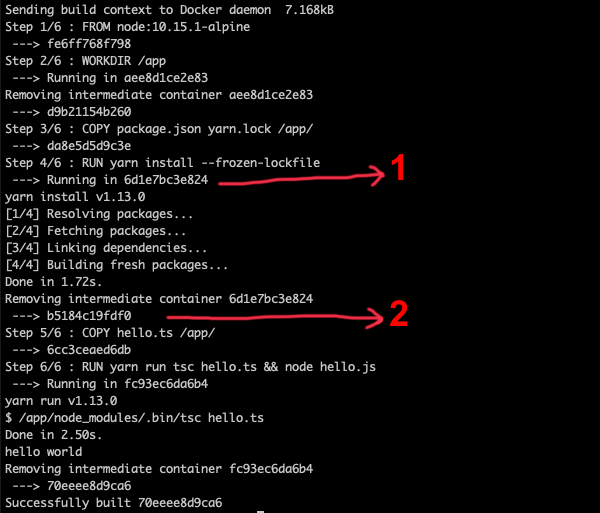 Sending build context to Docker daemon  7.168kB
Step 1/6 : FROM node:10.15.1-alpine
 ---> fe6ff768f798
Step 2/6 : WORKDIR /app
 ---> Running in aee8d1ce2e83
Removing intermediate container aee8d1ce2e83
 ---> d9b21154b260
Step 3/6 : COPY package.json yarn.lock /app/
 ---> da8e5d5d9c3e
Step 4/6 : RUN yarn install --frozen-lockfile
 ---> Running in 6d1e7bc3e824
1
yarn install v1.13.0
[1/4] Resolving packages...
[2/4] Fetching packages...
[3/4] Linking dependencies...
[4/4] Building fresh packages...
Done in 1.72s.
Removing intermediate container 6d1e7bc3e824
 ---> b5184c19fdf0
2
Step 5/6 : COPY hello.ts /app/
 ---> 6cc3ceaed6db
Step 6/6 : RUN yarn run tsc hello.ts && node hello.js
 ---> Running in fc93ec6da6b4
yarn run v1.13.0
$ /app/node_modules/.bin/tsc hello.ts
Done in 2.50s.
hello world
Removing intermediate container fc93ec6da6b4
 ---> 70eeee8d9ca6
Successfully built 70eeee8d9ca6